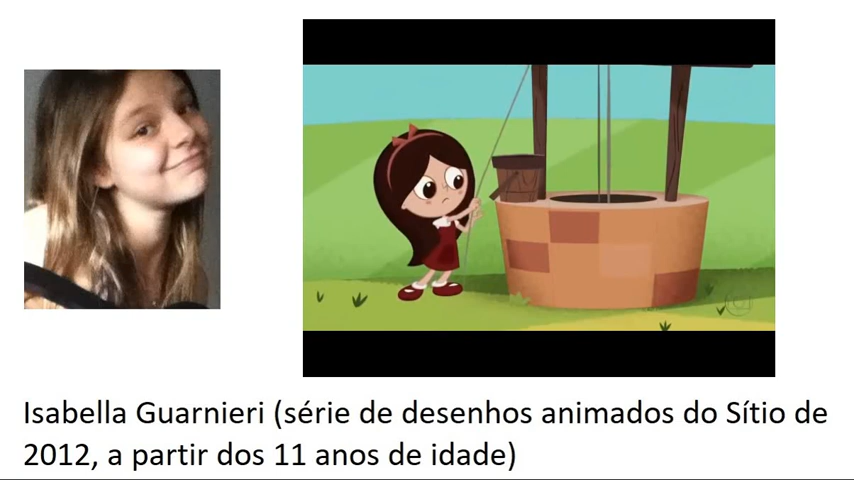 Isabella Guarnieri (série de desenhos animados do Sítio de
2012, a partir dos 11 anos de idade)